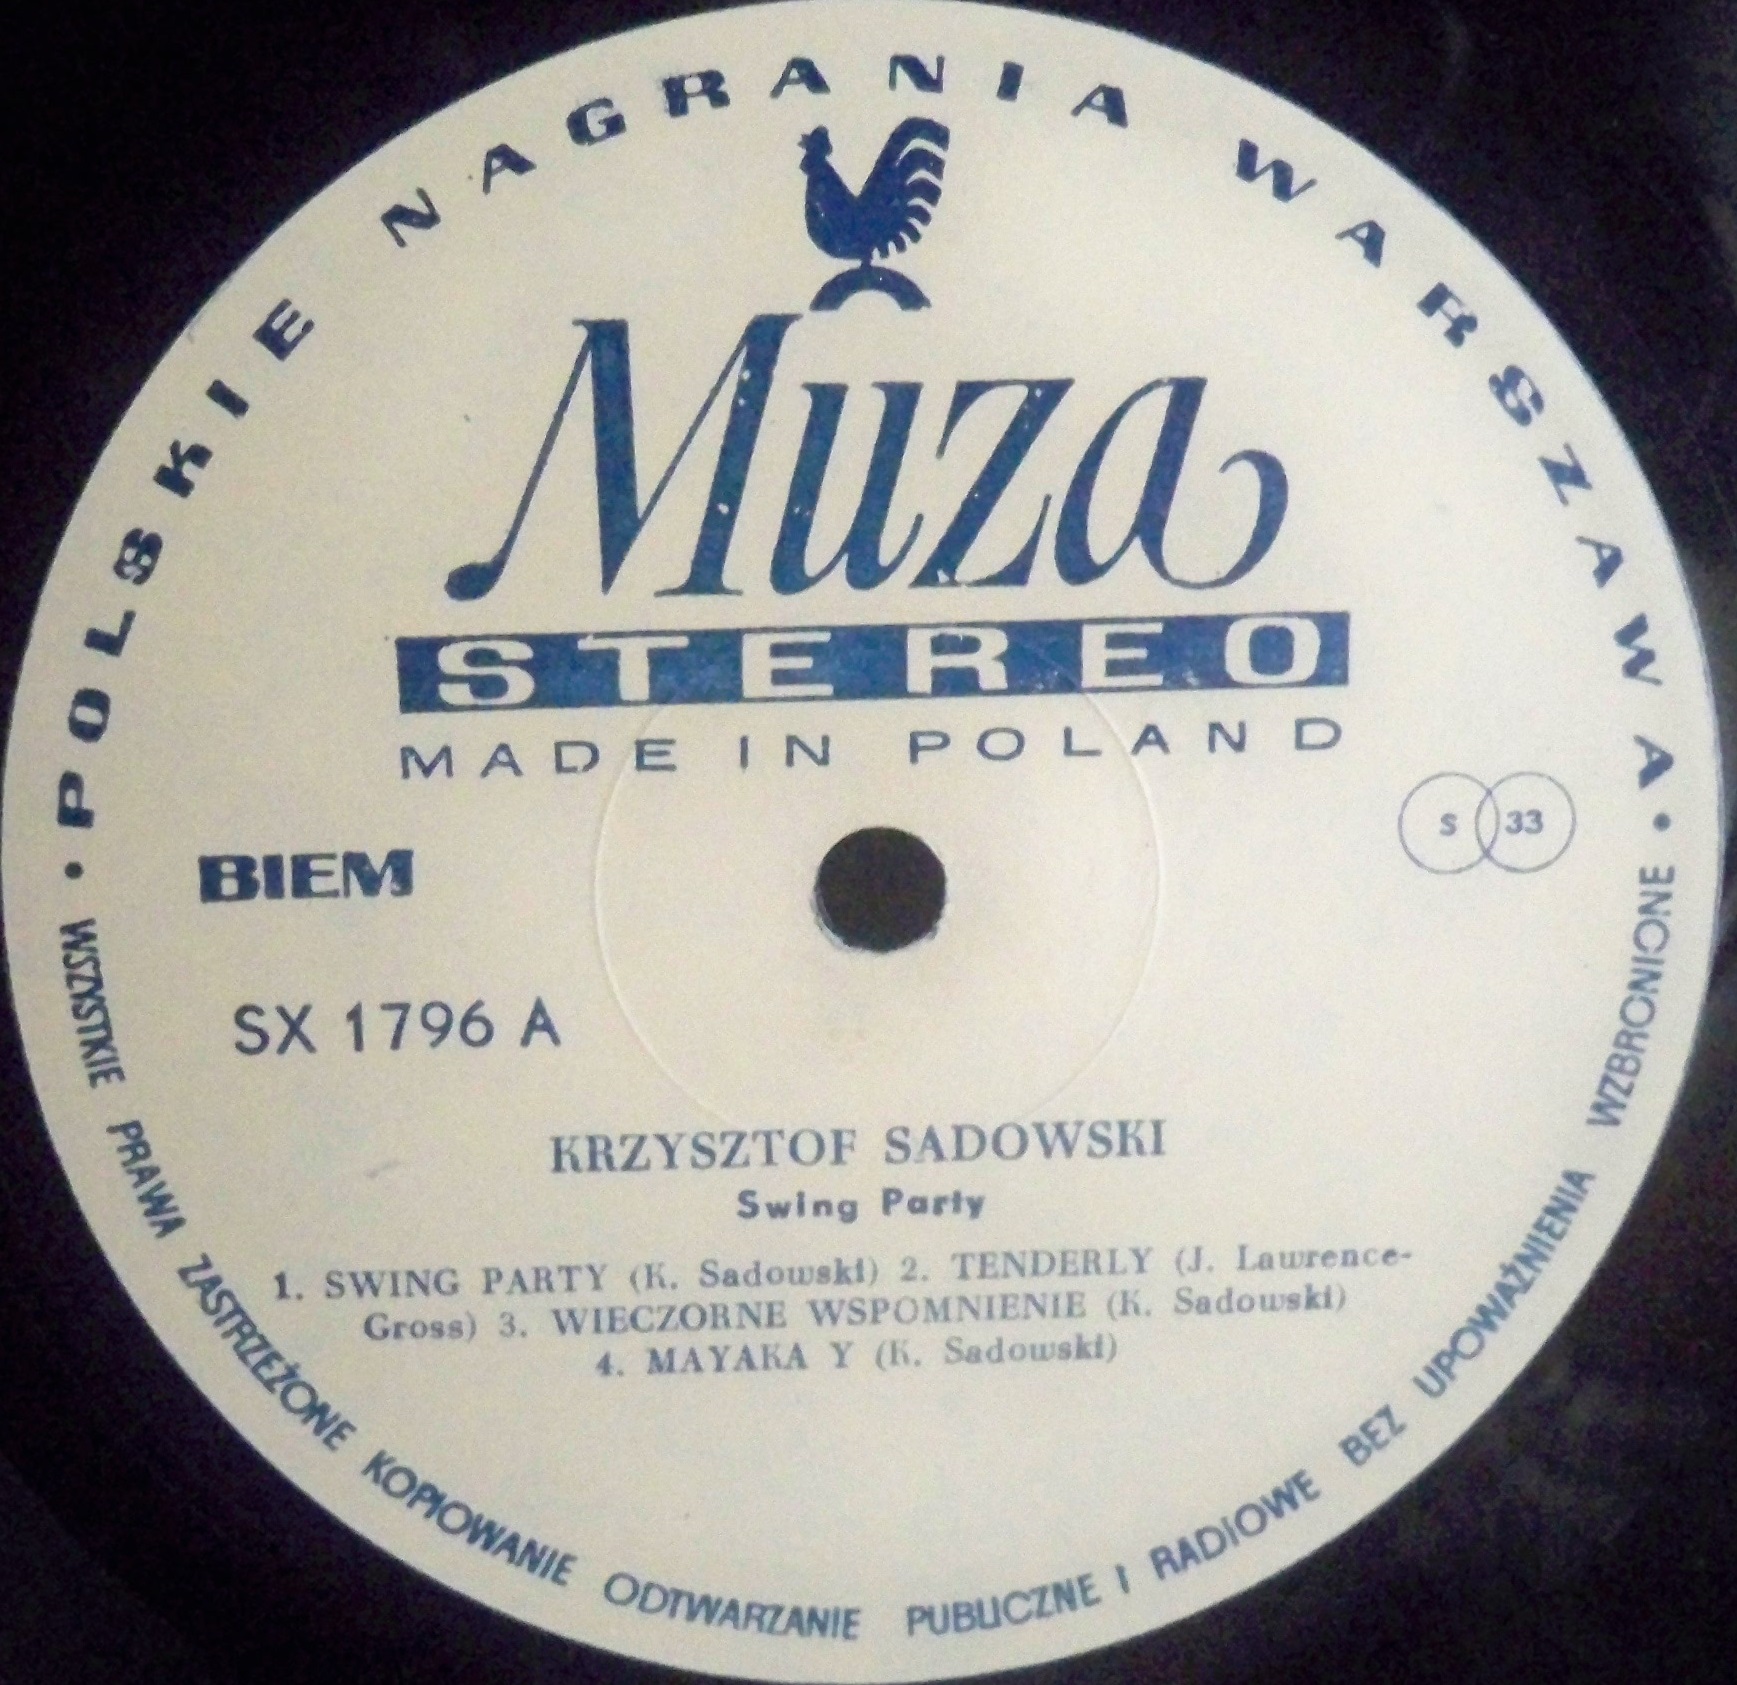 POLSKIE NAGRANIA WARSZAWA
Muza
STEREO
MADE IN POLAND
S 33
BIEM
SX 1796 A
KRZYSZTOF SADOWSKI
Swing Party
1. SWING PARTY (K. Sadowski) 2. TENDERLY (J. Lawrence-
Gross) 3. WIECZORNE WSPOMNIENIE (K. Sadowski)
4. MAYAKA Y (K. Sadowski)
• WSZYSTKIE PRAWA ZASTRZEŻONE KOPIOWANIE ODTWARZANIE PUBLICZNE I RADIOWE BEZ UPOWAŻNIENIA WZBRONIONE •